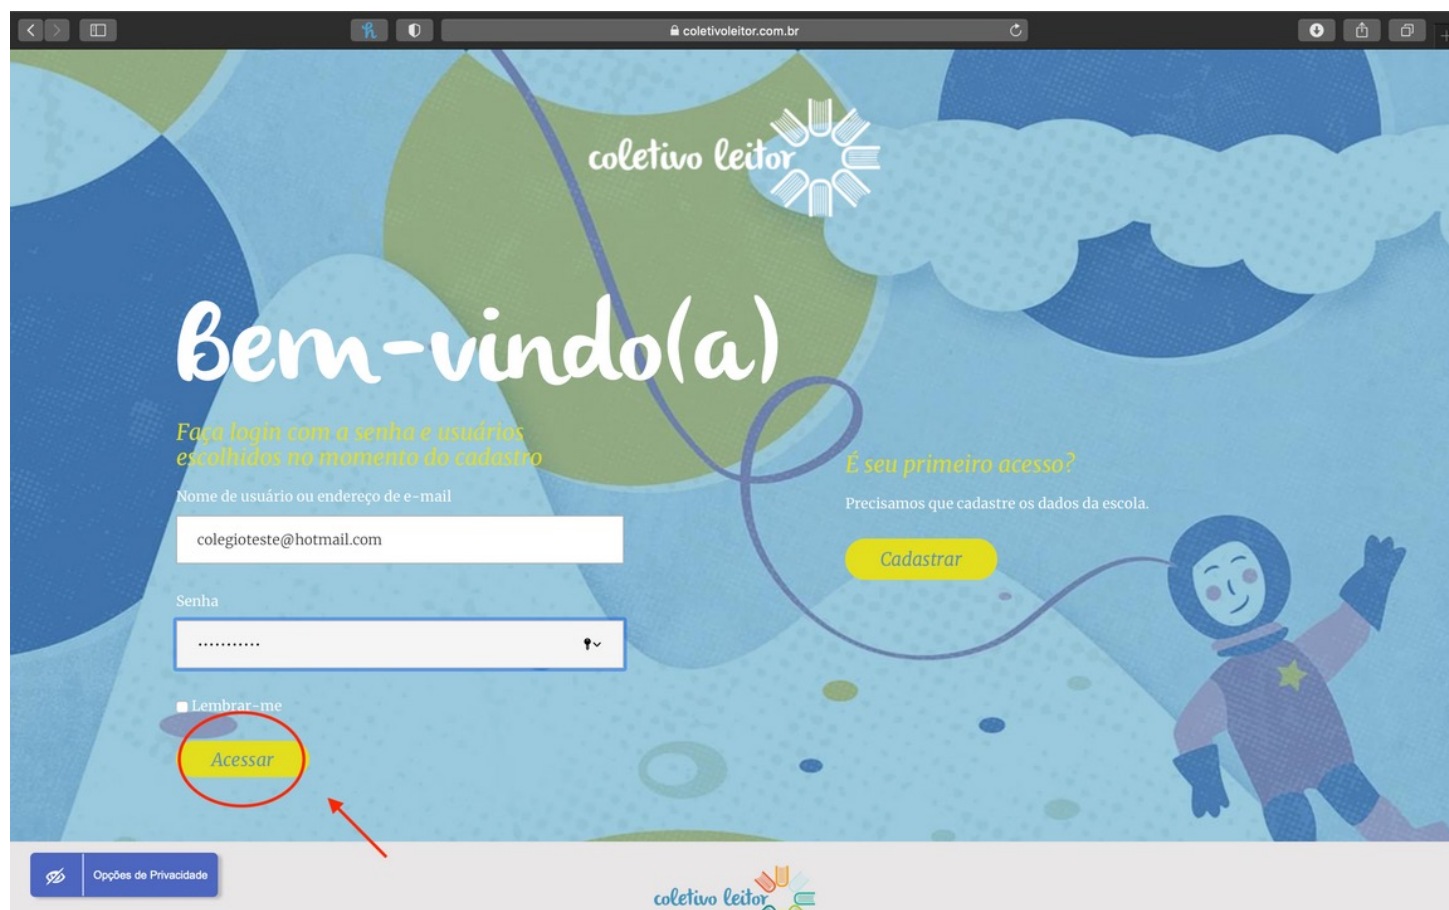 coletivoleitor.com.br
coletivo leitor
Bem-vindo(a)
Faça login com a senha e usuários
escolhidos no momento do cadastro
Nome de usuário ou endereço de e-mail
colegioteste@hotmail.com
Senha
...........
Lembrar-me
Acessar
É seu primeiro acesso?
Precisamos que cadastre os dados da escola.
Cadastrar
Opções de Privacidade
coletivo leitor